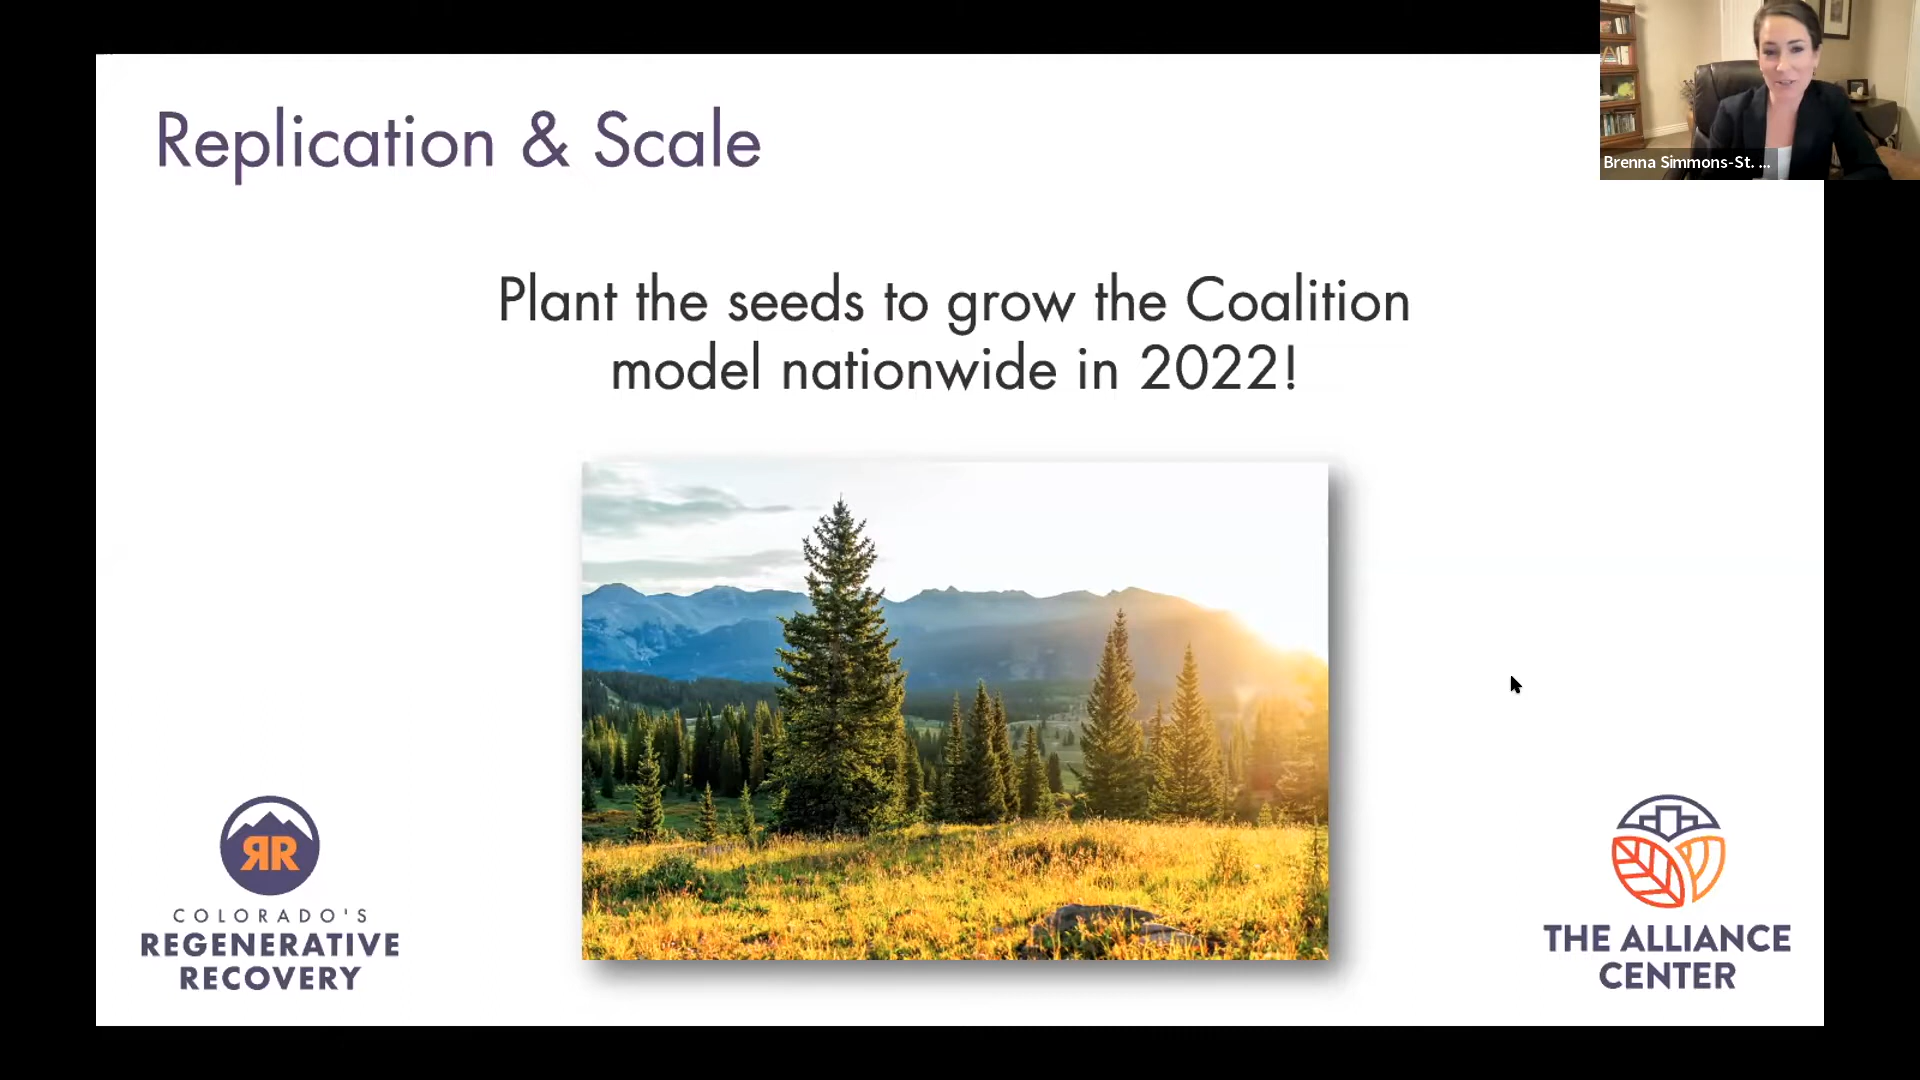 Replication & Scale
Brenna Simmons-St. ...
Plant the seeds to grow the Coalition
model nationwide in 2022!
RR
COLORADO'S
REGENERATIVE
RECOVERY
THE ALLIANCE
CENTER